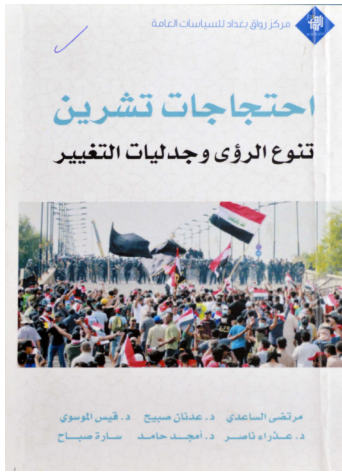 مركز رواق بغداد للسياسات العامة
احتجاجات تشرين
تنوع الرؤى وجدليات التغيير
مرتضى الساعدي د. عدنان صبيح د. قيس الموسوي
د. عذراء ناصر د. أمجد حامد سارة صباح